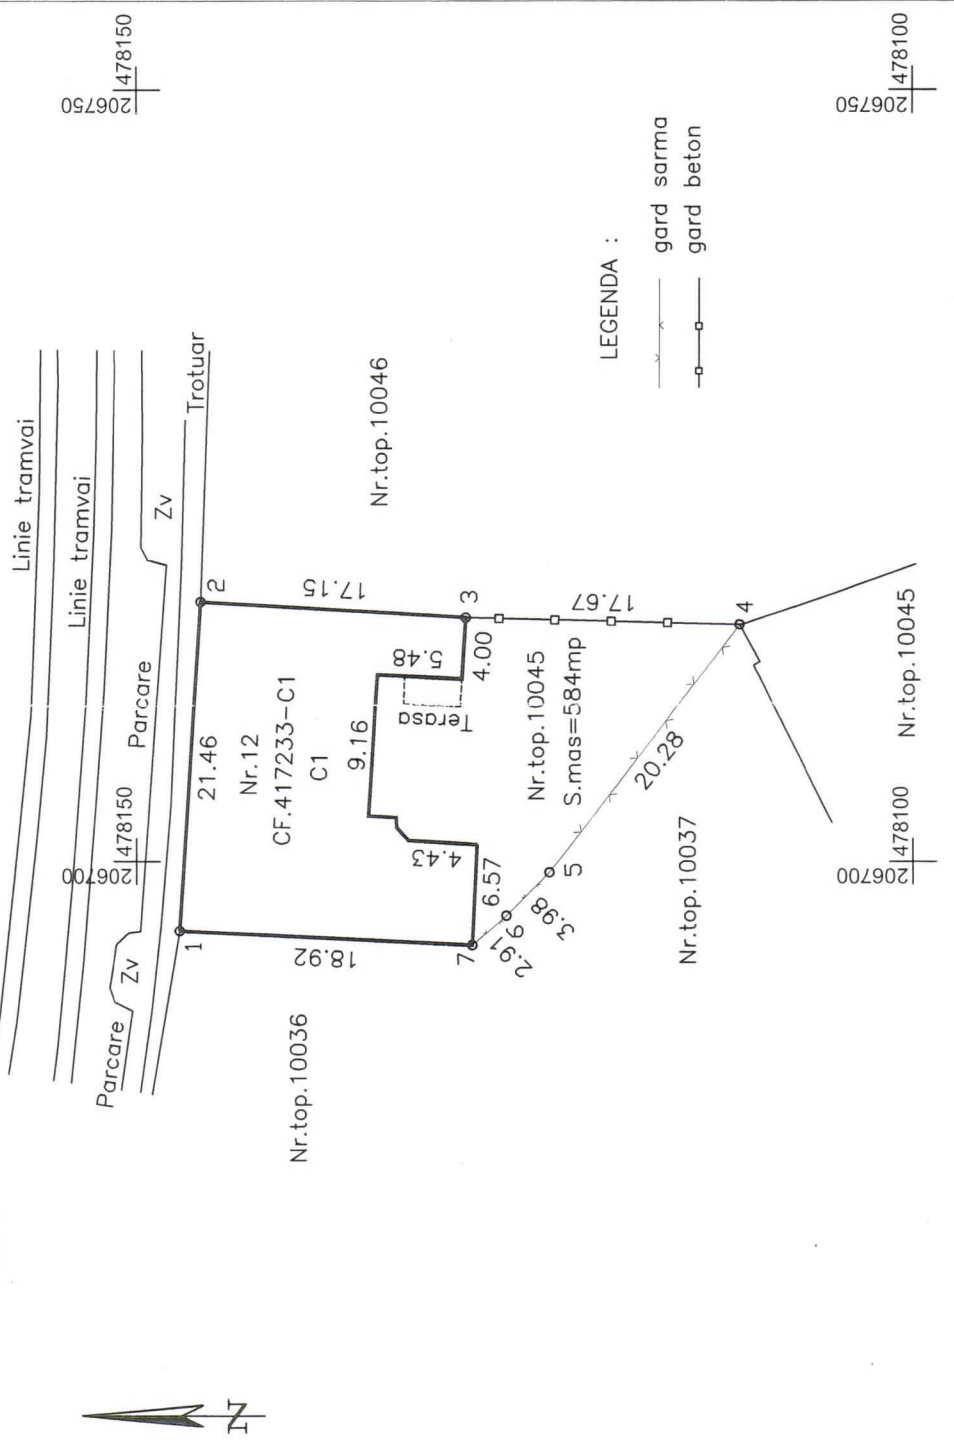 206750
478150
206750
478100
Linie tramvai
Linie tramvai
Parcare
Zv
Trotuar
Parcare
Zv
206700
478150
206700
478100
1
21.46
2
Nr.12
CF.417233-C1
C1
17.15
18.92
9.16
5.48
Terasa
4.00
3
4.43
6.57
7
2.91
6
3.98
5
20.28
17.67
4
Nr.top.10045
S.mas=584mp
Nr.top.10036
Nr.top.10046
Nr.top.10037
Nr.top.10045
LEGENDA :
gard sarma
gard beton
N